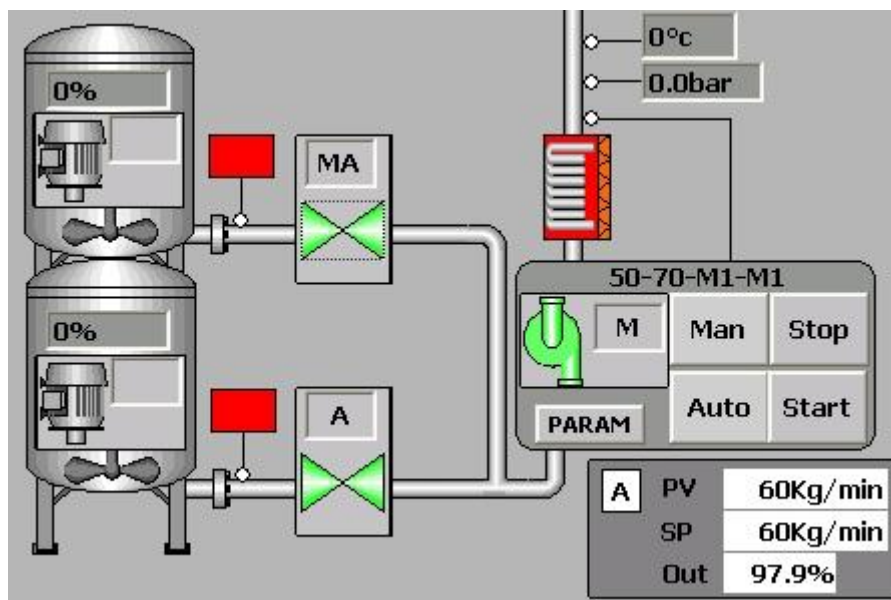 0°c
0.0bar
0%
MA
50-70-M1-M1
M
Man
Stop
0%
A
PARAM
Auto
Start
A
PV
60Kg/min
SP
60Kg/min
Out
97.9%